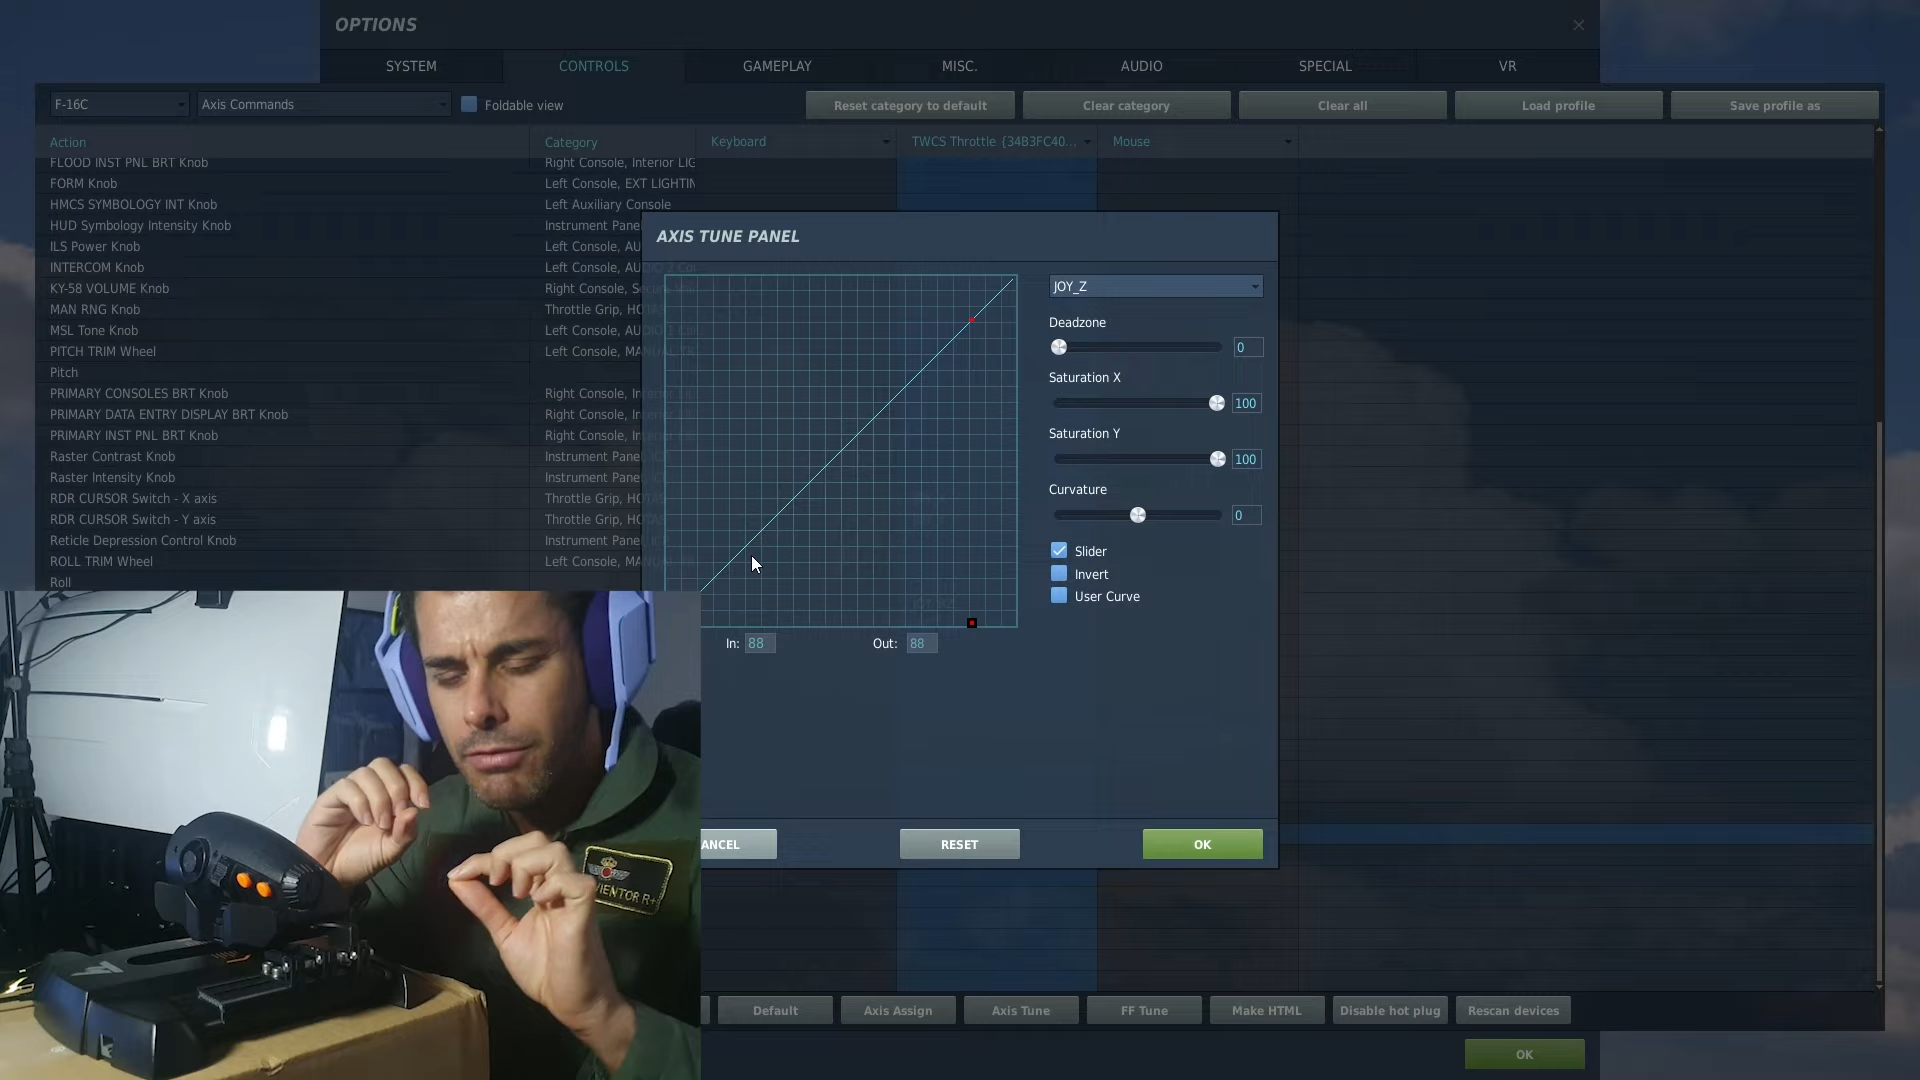 OPTIONS
SYSTEM CONTROLS GAMEPLAY MISC. AUDIO SPECIAL VR
F-16C Axis Commands Foldable view Reset category to default Clear category Clear all Load profile Save profile as
Action Category Keyboard TWCS Throttle {34B3FC40... Mouse
FLOOD INST PNL BRT Knob Right Console, Interior LIG
FORM Knob Left Console, EXT LIGHTIN
HMCS SYMBOLOGY INT Knob Left Auxiliary Console
HUD Symbology Intensity Knob Instrument Pane
ILS Power Knob Left Console, AU
INTERCOM Knob Left Console, AU
KY-58 VOLUME Knob Right Console, S
MAN RNG Knob Throttle Grip, HO
MSL Tone Knob Left Console, AU
PITCH TRIM Wheel Left Console, MA
Pitch
PRIMARY CONSOLES BRT Knob Right Console, In
PRIMARY DATA ENTRY DISPLAY BRT Knob Right Console, In
PRIMARY INST PNL BRT Knob Right Console, In
Raster Contrast Knob Instrument Pane
Raster Intensity Knob Instrument Pane
RDR CURSOR Switch - X axis Throttle Grip, HO
RDR CURSOR Switch - Y axis Throttle Grip, HO
Reticle Depression Control Knob Instrument Pane
ROLL TRIM Wheel Left Console, MA
Roll
AXIS TUNE PANEL
JOY_Z
Deadzone
0
Saturation X
100
Saturation Y
100
Curvature
0
Slider
Invert
User Curve
In: 88 Out: 88
ANCEL RESET OK
Default Axis Assign Axis Tune FF Tune Make HTML Disable hot plug Rescan devices
OK
VIENTOR R+